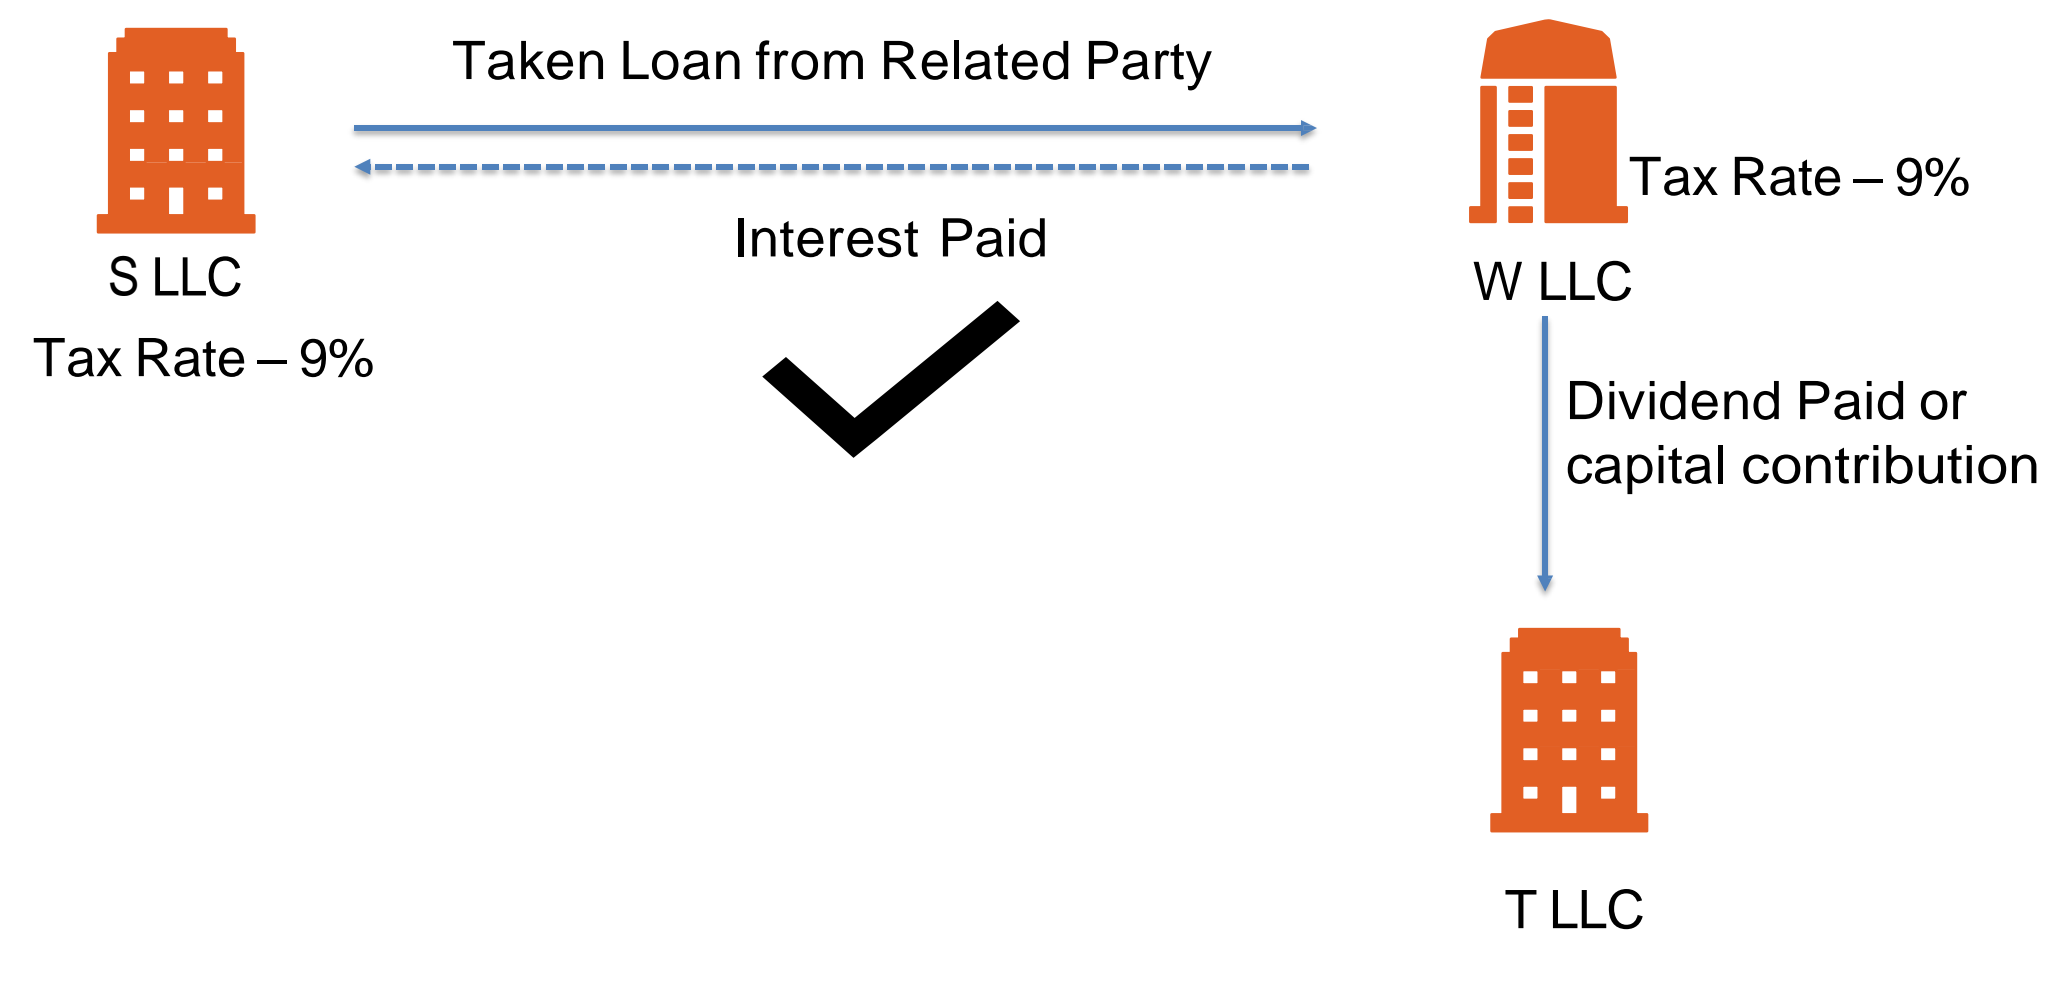 Taken Loan from Related Party
Tax Rate – 9%
Interest Paid
S LLC
W LLC
Tax Rate – 9%
Dividend Paid or
capital contribution
T LLC